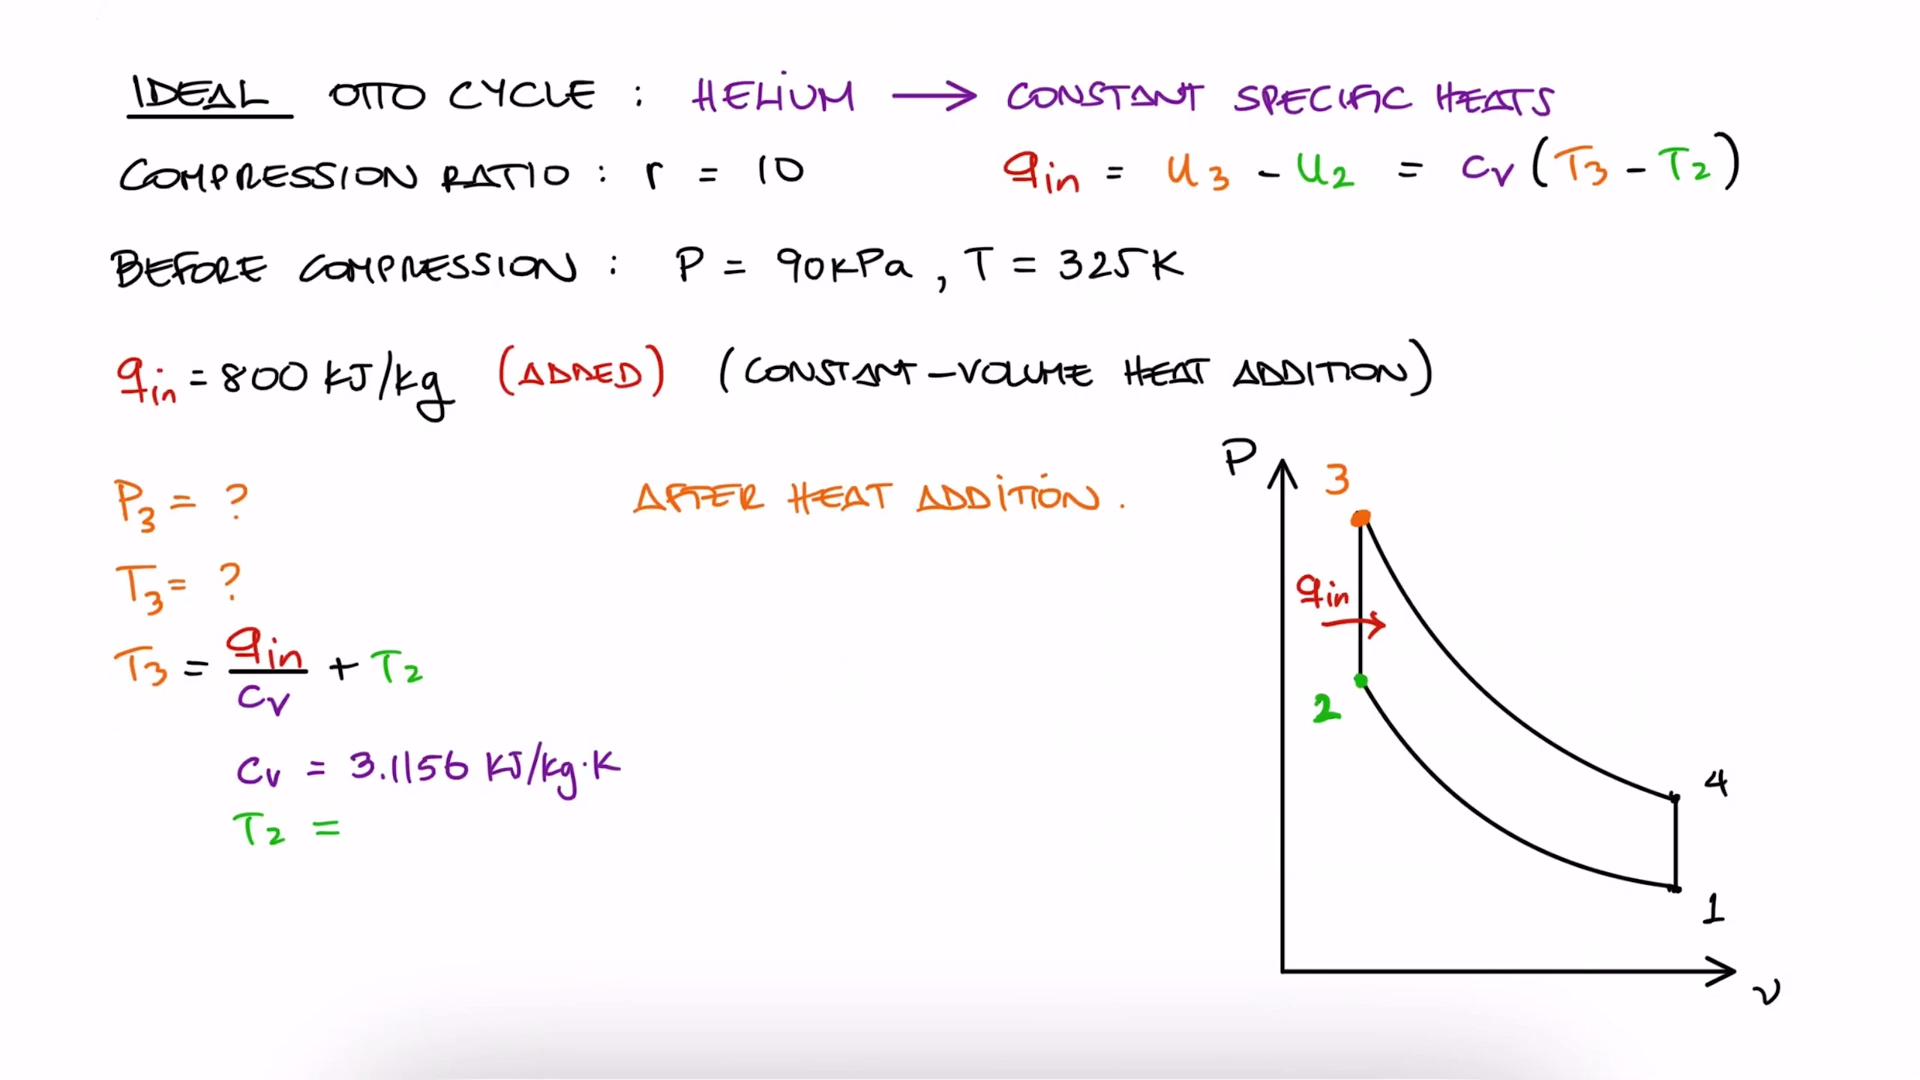 IDEAL OTTO CYCLE : HELIUM → CONSTANT SPECIFIC HEATS
COMPRESSION RATIO : r = 10
qin = u3 - u2 = cv (T3 - T2)
BEFORE COMPRESSION : P = 90kPa , T = 325K
qin = 800 kJ/kg (ADDED) (CONSTANT-VOLUME HEAT ADDITION)
P3 = ?
AFTER HEAT ADDITION .
T3 = ?
T3 = qin/cv + T2
cv = 3.1156 kJ/kg·K
T2 =
P
3
qin
2
4
1
v